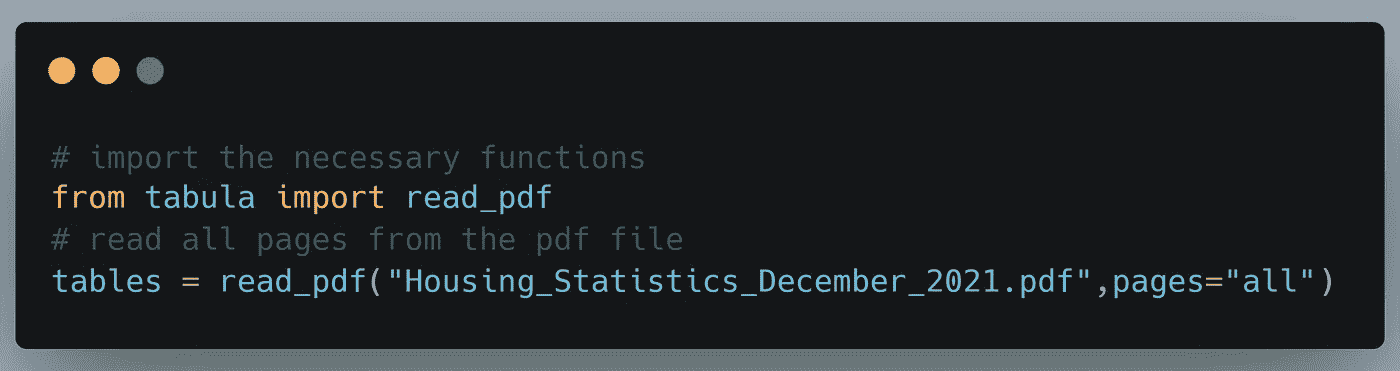 # import the necessary functions
from tabula import read_pdf
# read all pages from the pdf file
tables = read_pdf("Housing_Statistics_December_2021.pdf",pages="all")